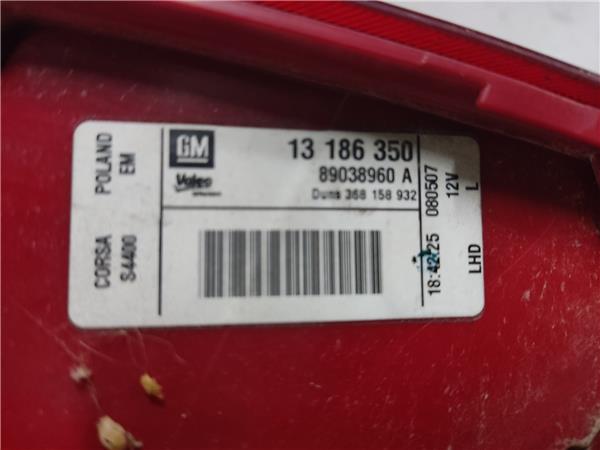 CORSA POLAND
S4400 EM
GM
13 186 350
89038960 A
Valeo
Duns 368 158 932
18:42:25 080507
12V
LHD L